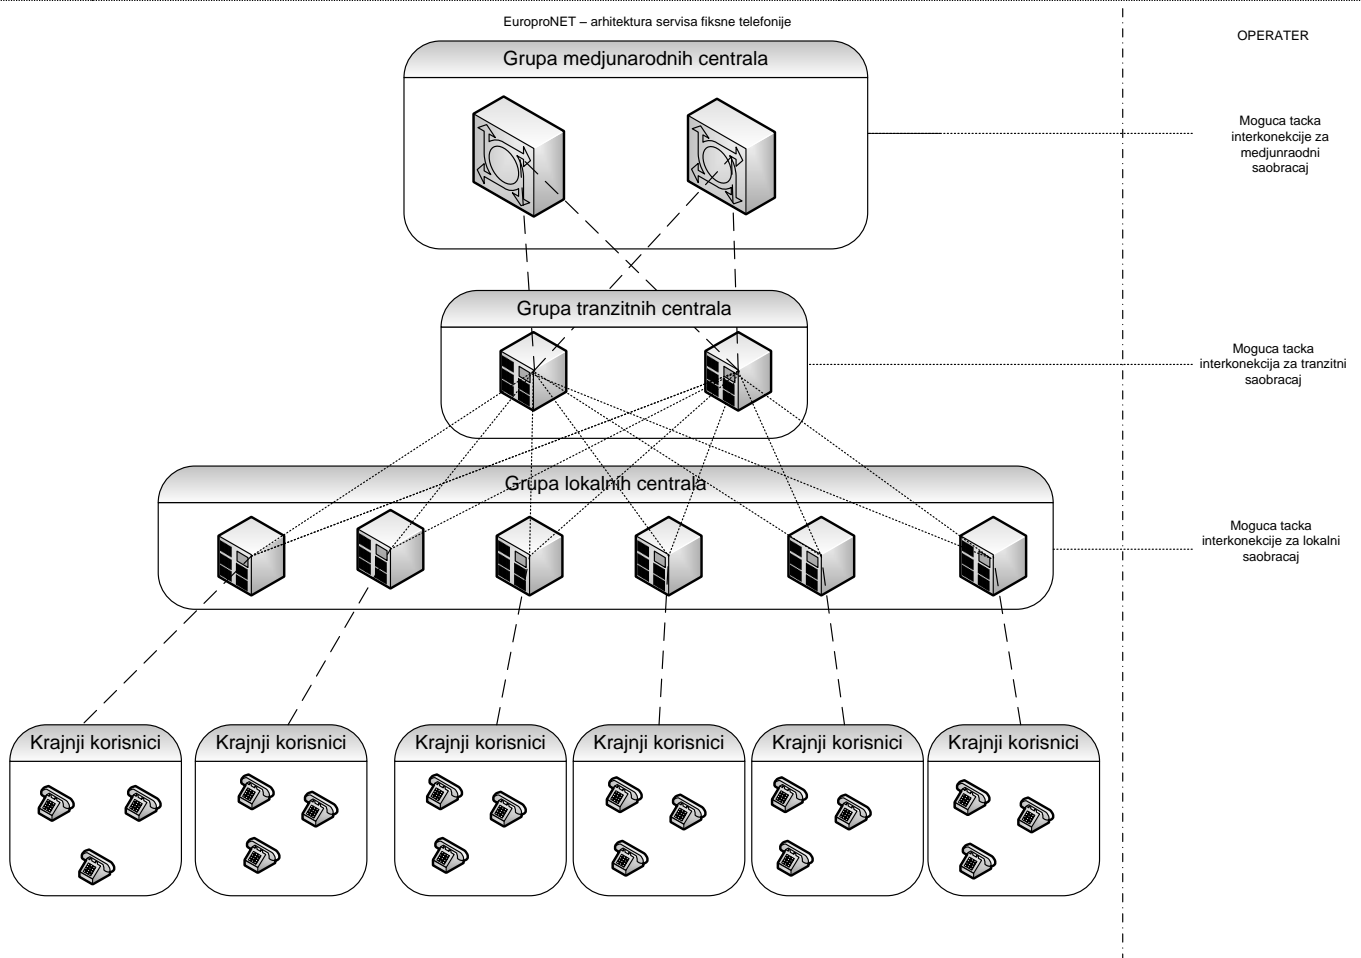 EuroproNET – arhitektura servisa fiksne telefonije
OPERATER
Grupa medjunarodnih centrala
Moguca tacka
interkonekcije za
medjunraodni
saobracaj
Grupa tranzitnih centrala
Moguca tacka
interkonekcija za tranzitni
saobracaj
Grupa lokalnih centrala
Moguca tacka
interkonekcije za lokalni
saobracaj
Krajnji korisnici
Krajnji korisnici
Krajnji korisnici
Krajnji korisnici
Krajnji korisnici
Krajnji korisnici